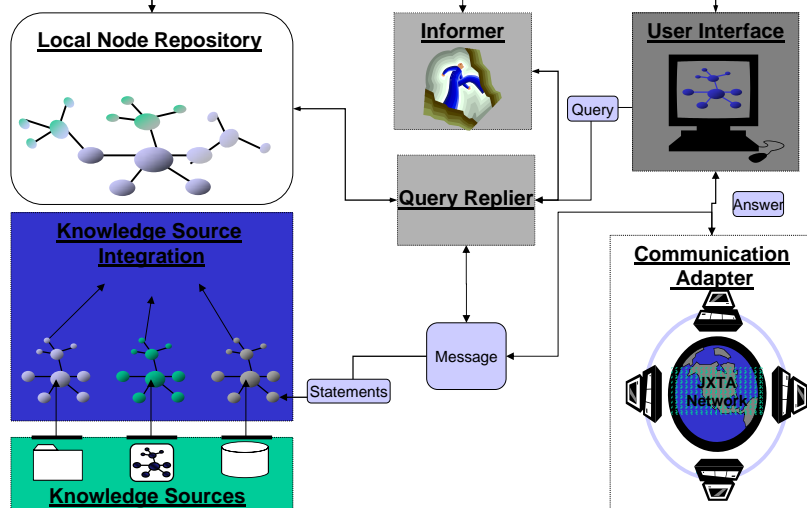 Local Node Repository
Informer
User Interface
Query
Query Replier
Answer
Knowledge Source
Integration
Communication
Adapter
Message
Statements
JXTA
Network
Knowledge Sources